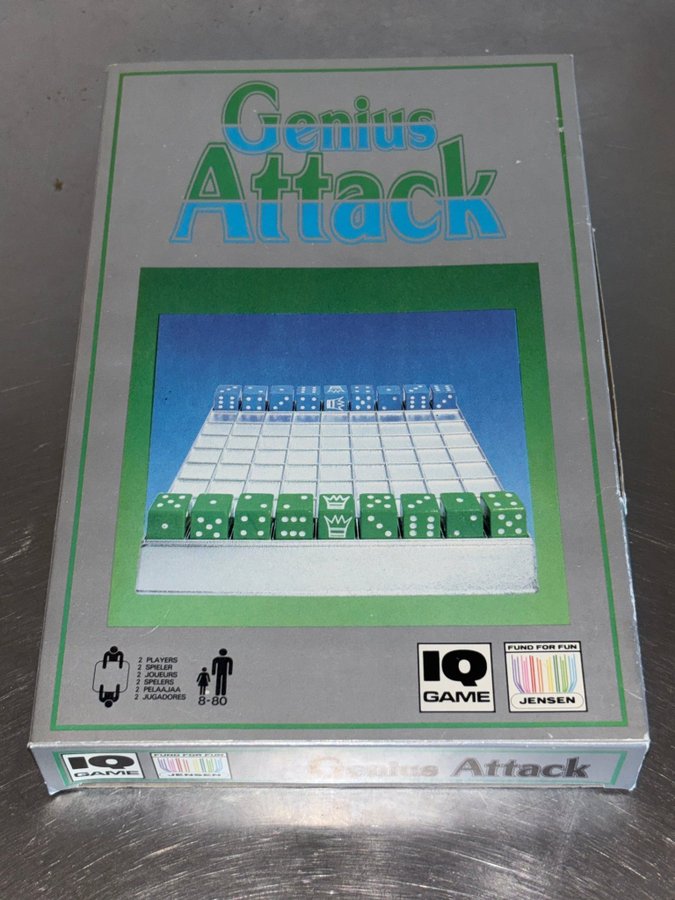 Genius
Attack
2 PLAYERS
2 SPIELER
2 JOUEURS
2 SPELERS
2 PELAAJAA
2 JUGADORES
8-80
IQ
GAME
FUND FOR FUN
JENSEN
IQ
GAME
FUND FOR FUN
JENSEN
Genius Attack